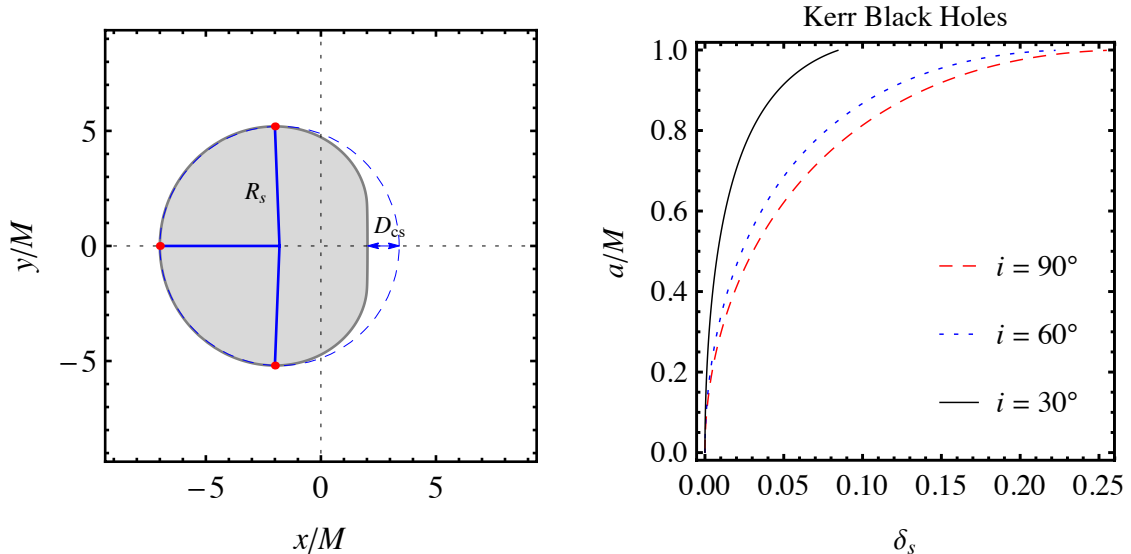 5
0
−5
−5
0
5
x/M
y/M
R_s
D_cs
Kerr Black Holes
1.0
0.8
0.6
0.4
0.2
0.0
0.00
0.05
0.10
0.15
0.20
0.25
δ_s
a/M
i = 90°
i = 60°
i = 30°